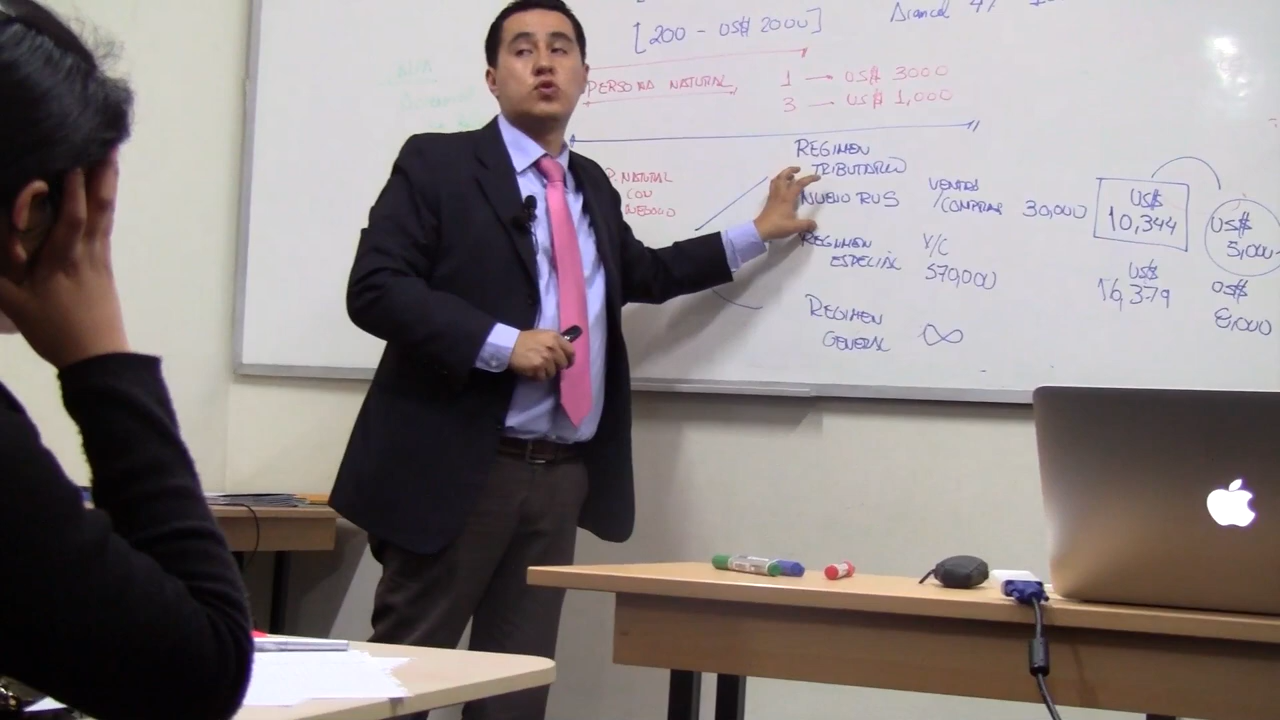 [200 - US$ 2000]
Arancel 4%
PERSONA NATURAL,
1 → US$ 3000
3 → US$ 1,000
P. NATURAL
CON
NEGOCIO
REGIMEN
TRIBUTARIO
NUEVO RUS
VENTAS
/COMPRAS 30,000
US$
10,344
US$
5,000
REGIMEN
ESPECIAL
V/C
570,000
US$
16,379
US$
8,000
REGIMEN
GENERAL
∞